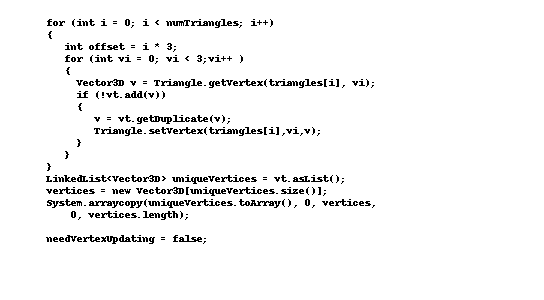 for (int i = 0; i < numTriangles; i++)
{
int offset = i * 3;
for (int vi = 0; vi < 3;vi++ )
{
Vector3D v = Triangle.getVertex(triangles[i], vi);
if (!vt.add(v))
{
v = vt.getDuplicate(v);
Triangle.setVertex(triangles[i],vi,v);
}
}
}
LinkedList<Vector3D> uniqueVertices = vt.asList();
vertices = new Vector3D[uniqueVertices.size()];
System.arraycopy(uniqueVertices.toArray(), 0, vertices,
0, vertices.length);
needVertexUpdating = false;